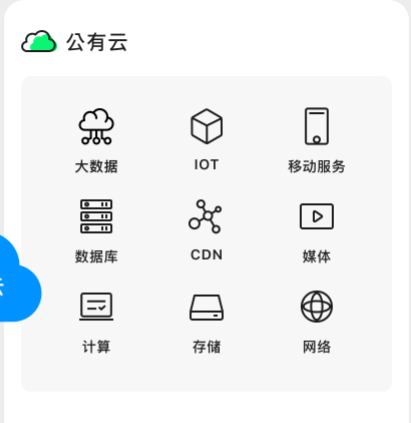 公有云
大数据 IOT 移动服务
数据库 CDN 媒体
计算 存储 网络